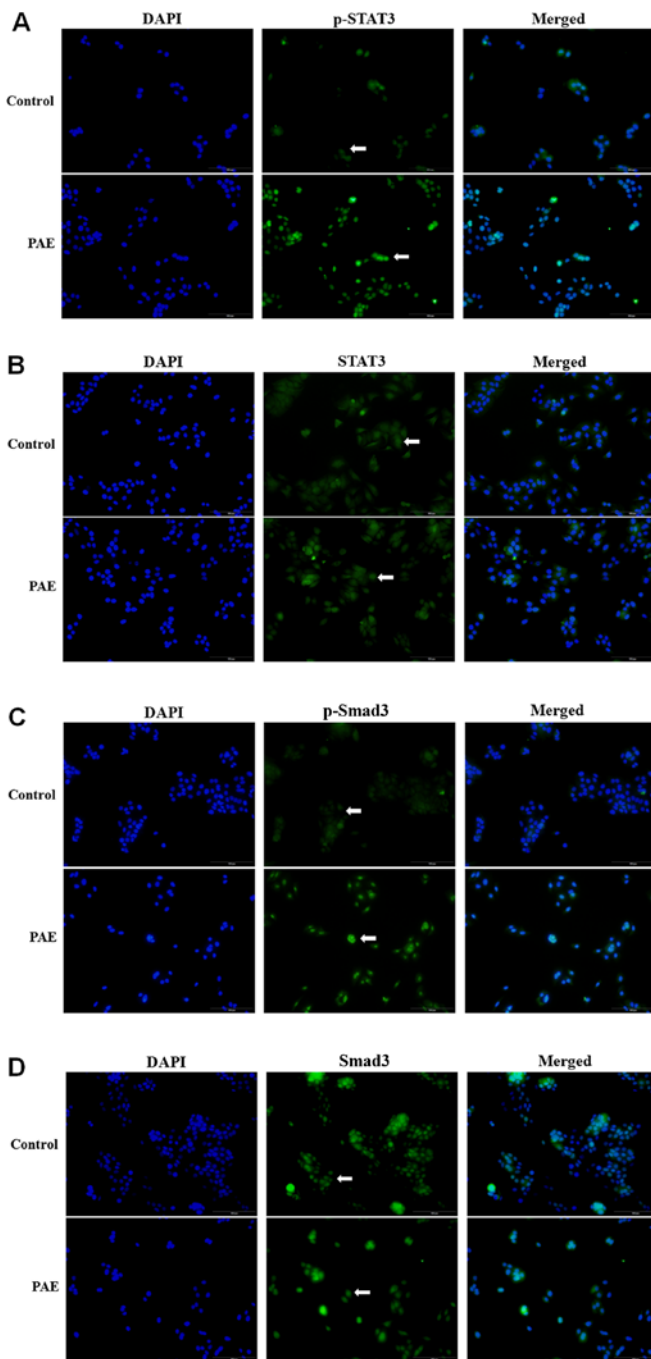 A
DAPI p-STAT3 Merged
Control
PAE
B
DAPI STAT3 Merged
Control
PAE
C
DAPI p-Smad3 Merged
Control
PAE
D
DAPI Smad3 Merged
Control
PAE